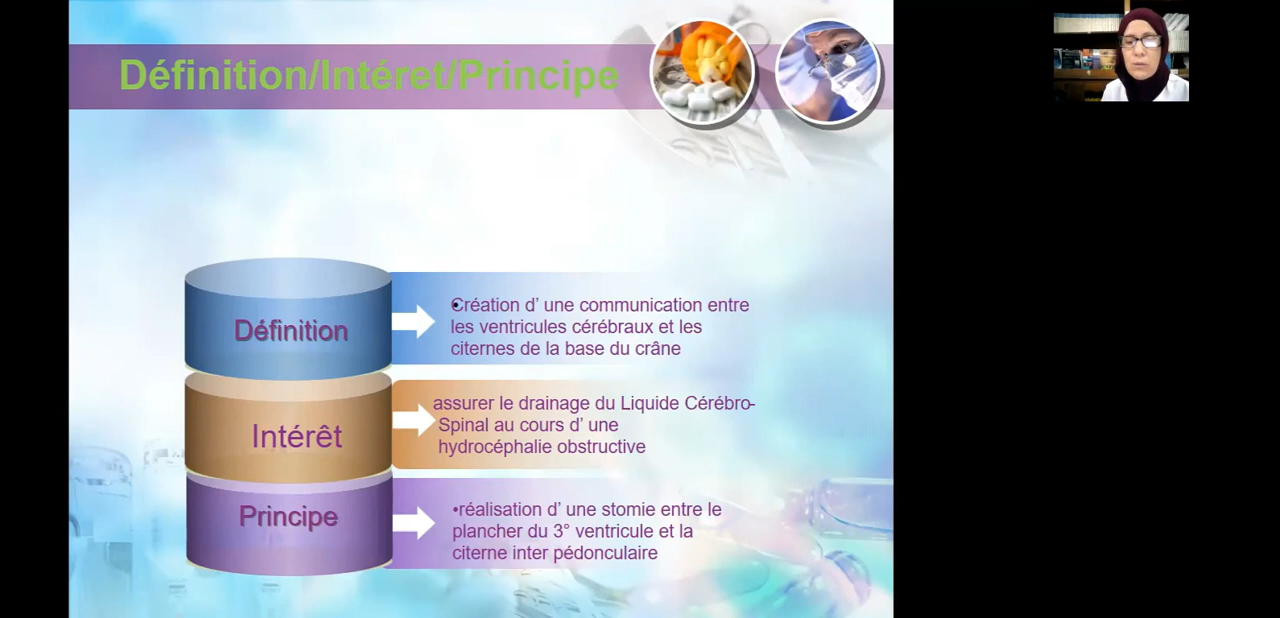 Définition/Intéret/Principe
Définition
•Création d’ une communication entre
les ventricules cérébraux et les
citernes de la base du crâne
Intérêt
assurer le drainage du Liquide Cérébro-
Spinal au cours d’ une
hydrocéphalie obstructive
Principe
•réalisation d’ une stomie entre le
plancher du 3° ventricule et la
citerne inter pédonculaire